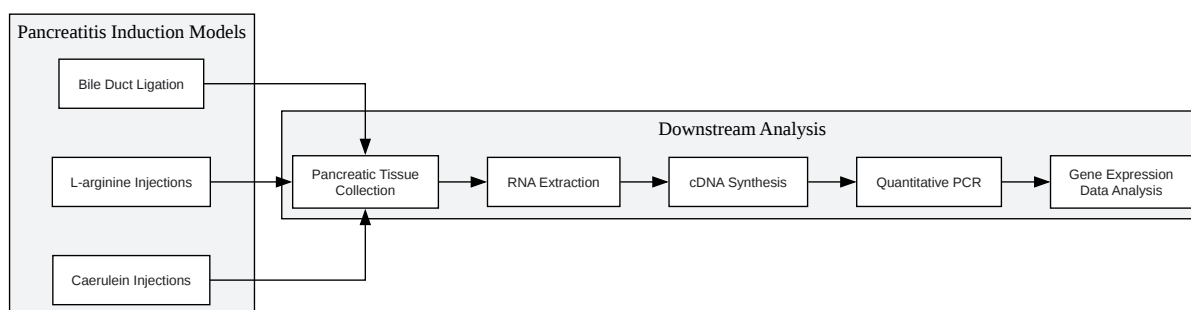 Pancreatitis Induction Models
Bile Duct Ligation
L-arginine Injections
Caerulein Injections
Downstream Analysis
Pancreatic Tissue
Collection
RNA Extraction
cDNA Synthesis
Quantitative PCR
Gene Expression
Data Analysis